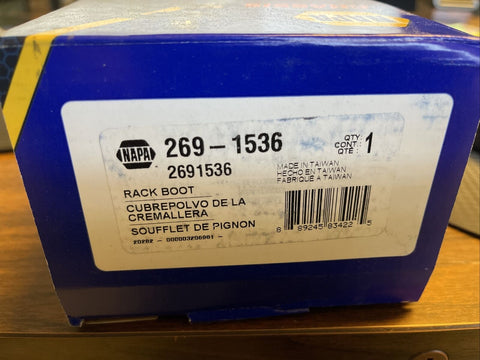 NAPA
269-1536
2691536
QTY.
CONT.
QTÉ.
1
MADE IN TAIWAN
HECHO EN TAIWAN
FABRIQUE A TAIWAN
RACK BOOT
CUBREPOLVO DE LA
CREMALLERA
SOUFFLET DE PIGNON
8 89245 83422 5